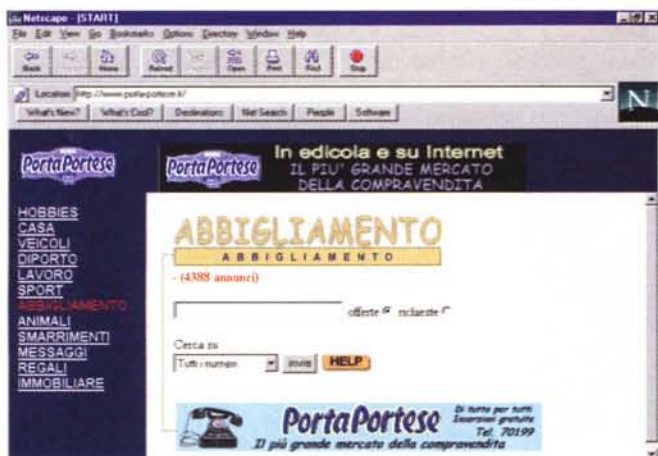 Netscape - [START]
File Edit View Go Bookmarks Options Directory Window Help
Back Home Reload Open Print Find Stop
Location: http://www.porta-portese.it/
What's New? What's Cool? Destinations Net Search People Software
N
PortaPortese
PortaPortese
In edicola e su Internet
IL PIU' GRANDE MERCATO
DELLA COMPRAVENDITA
HOBBIES
CASA
VEICOLI
DIPORTO
LAVORO
SPORT
ABBIGLIAMENTO
ANIMALI
SMARRIMENTI
MESSAGGI
REGALI
IMMOBILIARE
ABBIGLIAMENTO
ABBIGLIAMENTO
- (4388 annunci)
offerte richieste
Cerca su
Tutti i numeri invio HELP
PortaPortese
Di tutto per tutti
Inserzioni gratuite
Tel. 70199
Il più grande mercato della compravendita